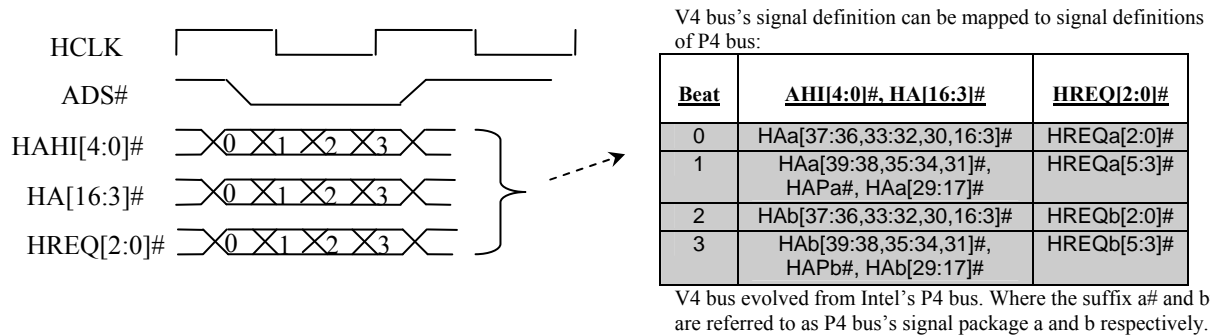 HCLK
ADS#
HAHI[4:0]#
0 1 2 3
HA[16:3]#
0 1 2 3
HREQ[2:0]#
0 1 2 3
V4 bus's signal definition can be mapped to signal definitions
of P4 bus:
Beat AHI[4:0]#, HA[16:3]# HREQ[2:0]#
0 HAa[37:36,33:32,30,16:3]# HREQa[2:0]#
1 HAa[39:38,35:34,31]#, HREQa[5:3]#
HAPa#, HAa[29:17]#
2 HAb[37:36,33:32,30,16:3]# HREQb[2:0]#
3 HAb[39:38,35:34,31]#, HREQb[5:3]#
HAPb#, HAb[29:17]#
V4 bus evolved from Intel's P4 bus. Where the suffix a# and b
are referred to as P4 bus's signal package a and b respectively.